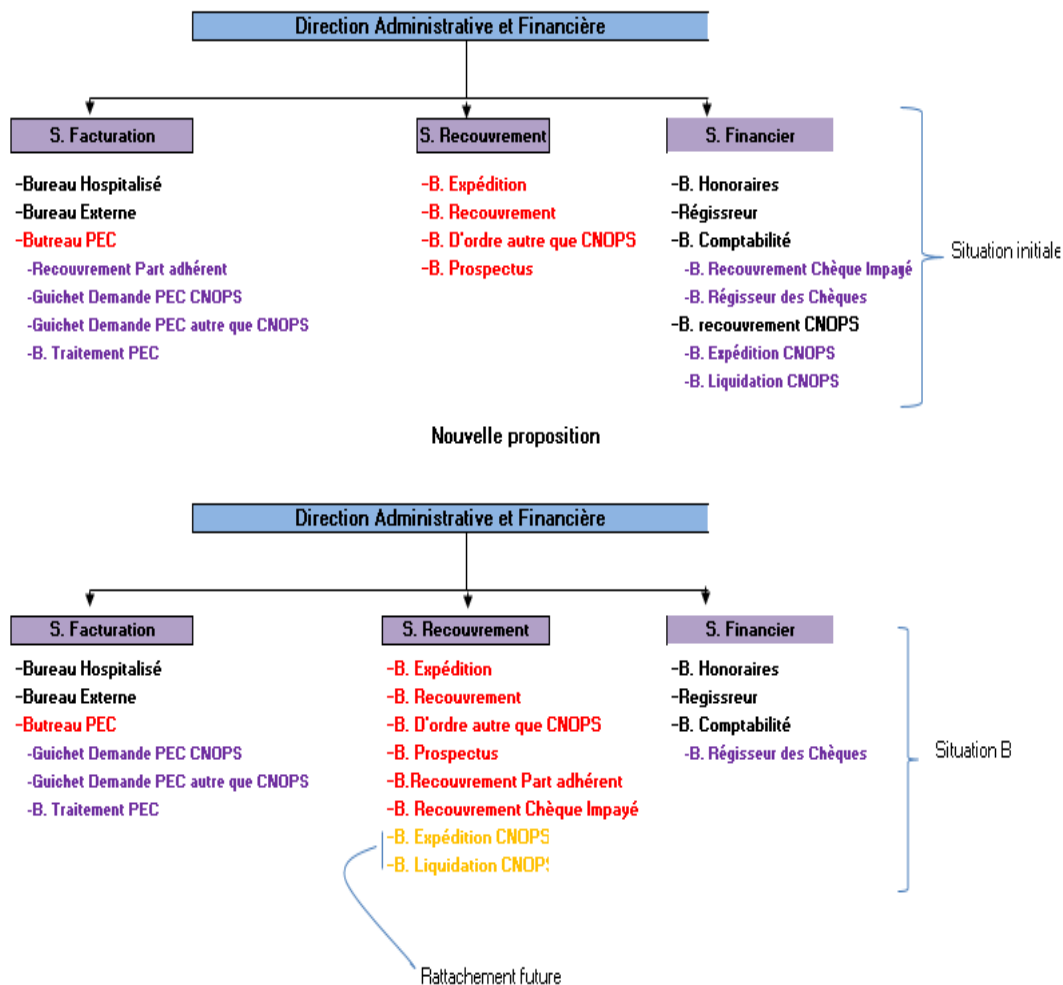 Direction Administrative et Financière
S. Facturation
-Bureau Hospitalisé
-Bureau Externe
-Butreau PEC
-Recouvrement Part adhérent
-Guichet Demande PEC CNOPS
-Guichet Demande PEC autre que CNOPS
-B. Traitement PEC
S. Recouvrement
-B. Expédition
-B. Recouvrement
-B. D'ordre autre que CNOPS
-B. Prospectus
S. Financier
-B. Honoraires
-Régissreur
-B. Comptabilité
-B. Recouvrement Chèque Impayé
-B. Régisseur des Chèques
-B. recouvrement CNOPS
-B. Expédition CNOPS
-B. Liquidation CNOPS
Situation initiale
Nouvelle proposition
Direction Administrative et Financière
S. Facturation
-Bureau Hospitalisé
-Bureau Externe
-Butreau PEC
-Guichet Demande PEC CNOPS
-Guichet Demande PEC autre que CNOPS
-B. Traitement PEC
S. Recouvrement
-B. Expédition
-B. Recouvrement
-B. D'ordre autre que CNOPS
-B. Prospectus
-B.Recouvrement Part adhérent
-B. Recouvrement Chèque Impayé
-B. Expédition CNOPS
-B. Liquidation CNOPS
S. Financier
-B. Honoraires
-Regissreur
-B. Comptabilité
-B. Régisseur des Chèques
Situation B
Rattachement future